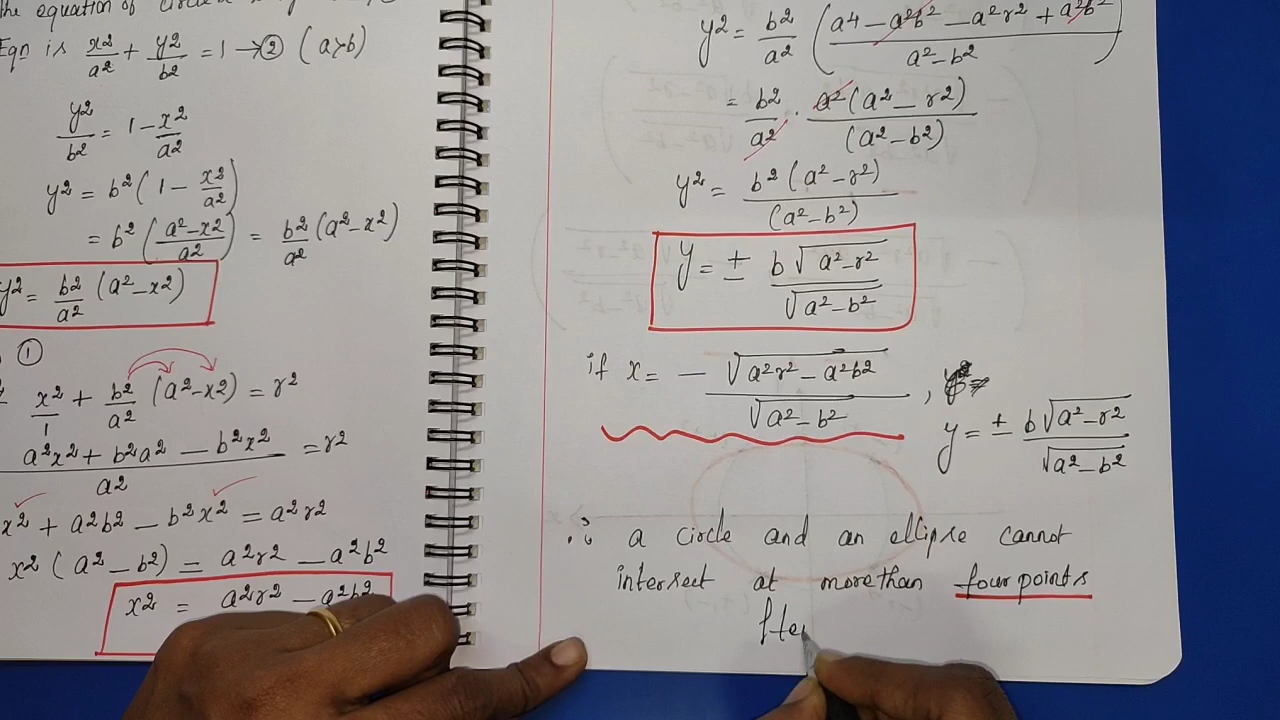 the equation of circle
Eqn is x²/a² + y²/b² = 1 → ② (a>b)
y²/b² = 1 - x²/a²
y² = b² (1 - x²/a²)
= b² ((a²-x²)/a²) = b²/a² (a²-x²)
y² = b²/a² (a²-x²)
①
x²/1 + b²/a² (a²-x²) = r²
(a²x² + b²a² - b²x²)/a² = r²
x² + a²b² - b²x² = a²r²
x² (a² - b²) = a²r² - a²b²
x² = a²r² - a²b²
y² = b²/a² ((a⁴ - a²b² - a²r² + a²b²)/(a²-b²))
= b²/a² · a²(a² - r²)/(a²-b²)
y² = b² (a²-r²)/(a²-b²)
y = ± b√(a²-r²)/√(a²-b²)
if x = - √(a²r² - a²b²)/√(a²-b²) ,
y = ± b√(a²-r²)/√(a²-b²)
∴ a circle and an ellipse cannot
intersect at morethan four points